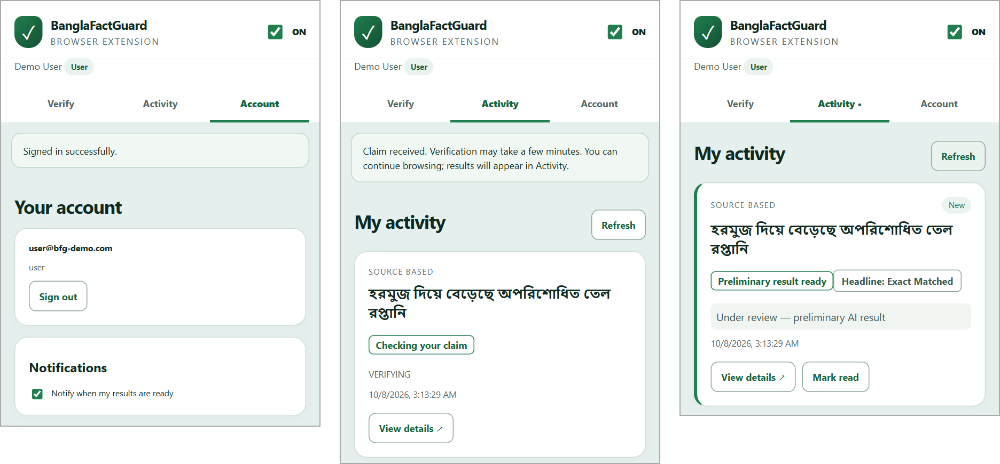 BanglaFactGuard
BROWSER EXTENSION
ON
Demo User User
Verify Activity Account
Signed in successfully.
Your account
user@bfg-demo.com
user
Sign out
Notifications
Notify when my results are ready
BanglaFactGuard
BROWSER EXTENSION
ON
Demo User User
Verify Activity Account
Claim received. Verification may take a few minutes. You can
continue browsing; results will appear in Activity.
My activity
Refresh
SOURCE BASED
হরমুজ দিয়ে বেড়েছে অপরিশোধিত তেল
রপ্তানি
Checking your claim
VERIFYING
10/8/2026, 3:13:29 AM
View details ↗
BanglaFactGuard
BROWSER EXTENSION
ON
Demo User User
Verify Activity • Account
My activity
Refresh
SOURCE BASED
New
হরমুজ দিয়ে বেড়েছে অপরিশোধিত তেল
রপ্তানি
Preliminary result ready Headline: Exact Matched
Under review — preliminary AI result
10/8/2026, 3:13:29 AM
View details ↗ Mark read